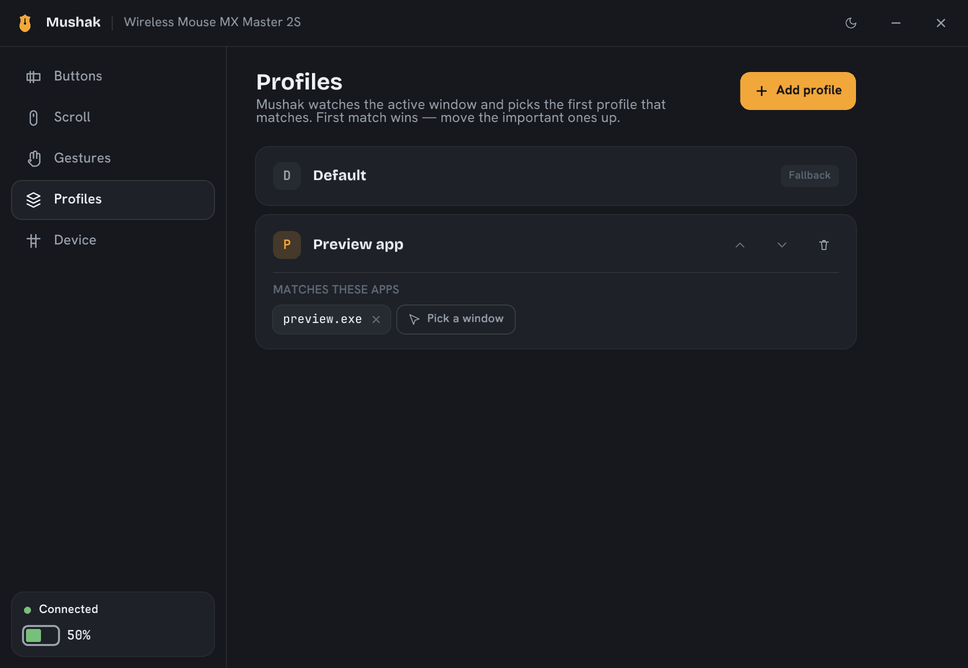 Mushak
Wireless Mouse MX Master 2S
Buttons
Scroll
Gestures
Profiles
Device
Profiles
Mushak watches the active window and picks the first profile that
matches. First match wins — move the important ones up.
Add profile
D
Default
Fallback
P
Preview app
MATCHES THESE APPS
preview.exe
Pick a window
Connected
50%